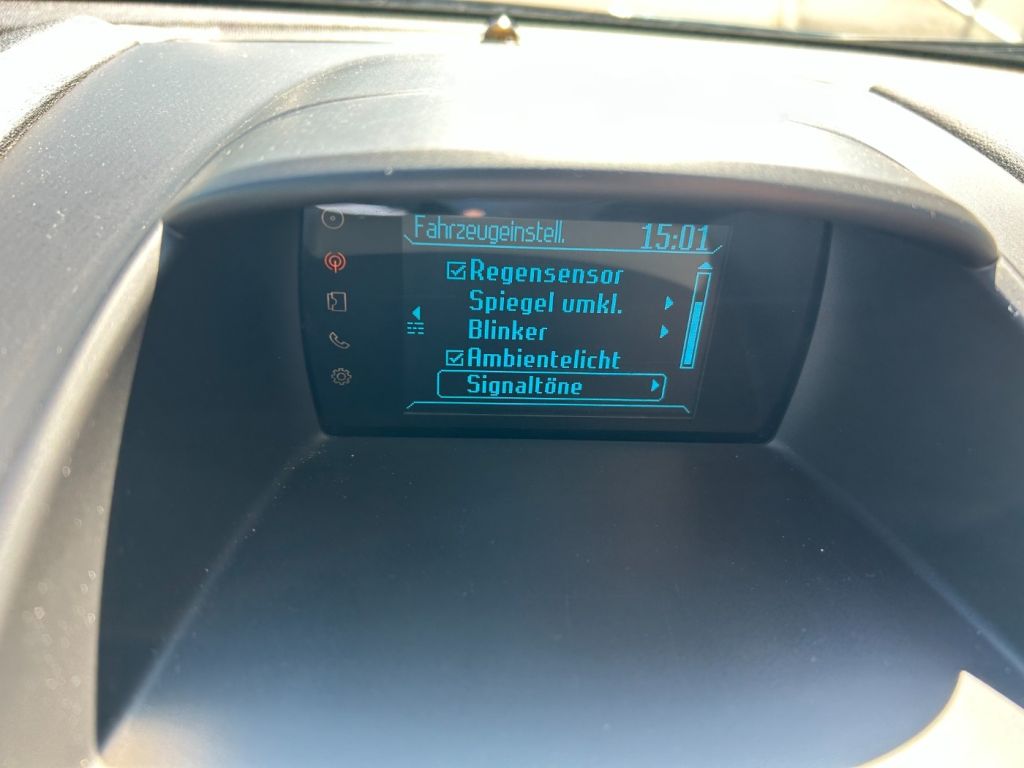 Fahrzeugeinstell. 15:01
Regensensor
Spiegel umkl.
Blinker
Ambientelicht
Signaltöne